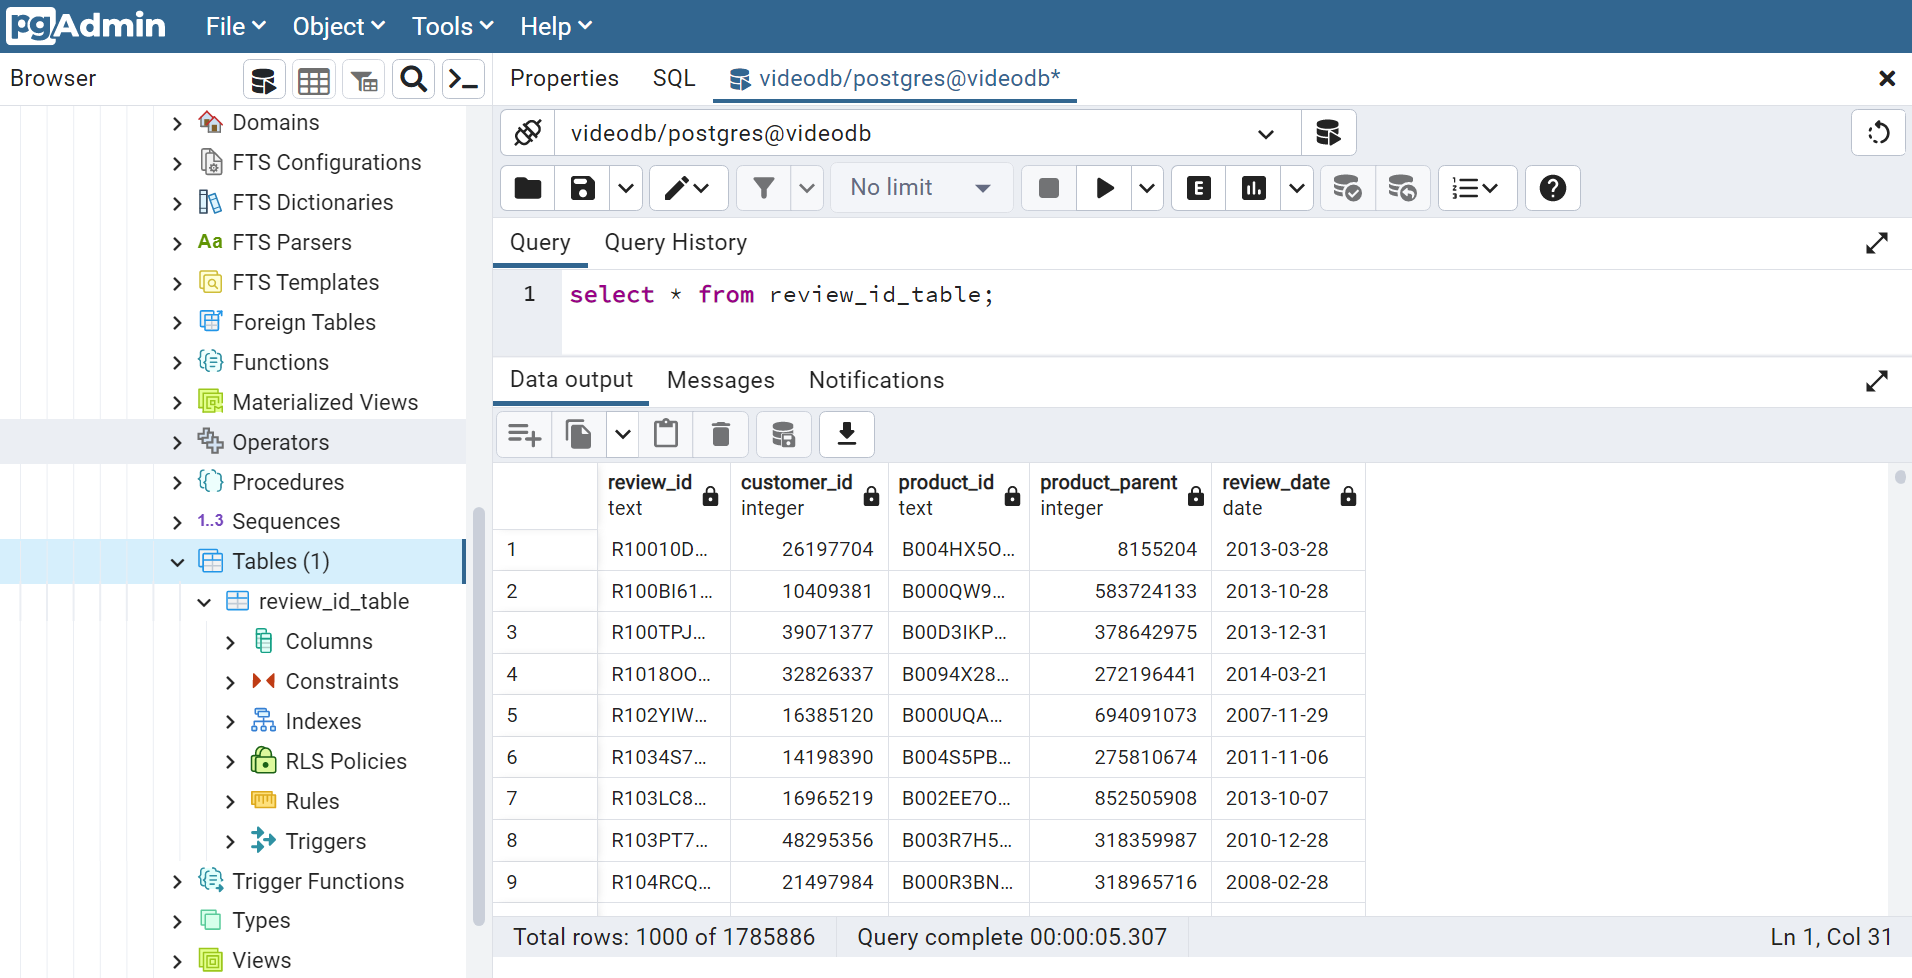 pgAdmin File Object Tools Help
Browser
Properties SQL videodb/postgres@videodb*
Domains
FTS Configurations
FTS Dictionaries
Aa FTS Parsers
FTS Templates
Foreign Tables
Functions
Materialized Views
Operators
Procedures
1..3 Sequences
Tables (1)
review_id_table
Columns
Constraints
Indexes
RLS Policies
Rules
Triggers
Trigger Functions
Types
Views
videodb/postgres@videodb
No limit
E
Query Query History
1 select * from review_id_table;
Data output Messages Notifications
review_id customer_id product_id product_parent review_date
text integer text integer date
1 R10010D... 26197704 B004HX5O... 8155204 2013-03-28
2 R100BI61... 10409381 B000QW9... 583724133 2013-10-28
3 R100TPJ... 39071377 B00D3IKP... 378642975 2013-12-31
4 R1018OO... 32826337 B0094X28... 272196441 2014-03-21
5 R102YIW... 16385120 B000UQA... 694091073 2007-11-29
6 R1034S7... 14198390 B004S5PB... 275810674 2011-11-06
7 R103LC8... 16965219 B002EE7O... 852505908 2013-10-07
8 R103PT7... 48295356 B003R7H5... 318359987 2010-12-28
9 R104RCQ... 21497984 B000R3BN... 318965716 2008-02-28
Total rows: 1000 of 1785886 Query complete 00:00:05.307 Ln 1, Col 31